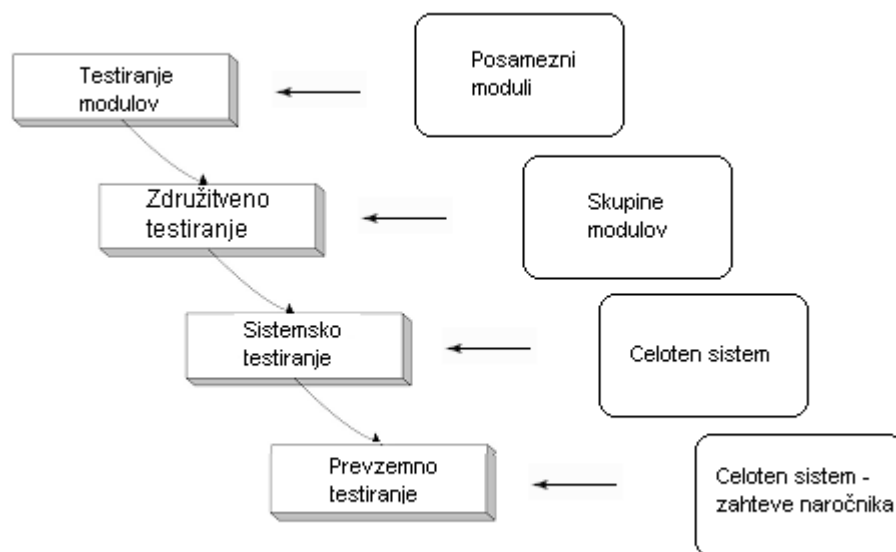 Testiranje
modulov
Posamezni
moduli
Združitveno
testiranje
Skupine
modulov
Sistemsko
testiranje
Celoten sistem
Prevzemno
testiranje
Celoten sistem -
zahteve naročnika